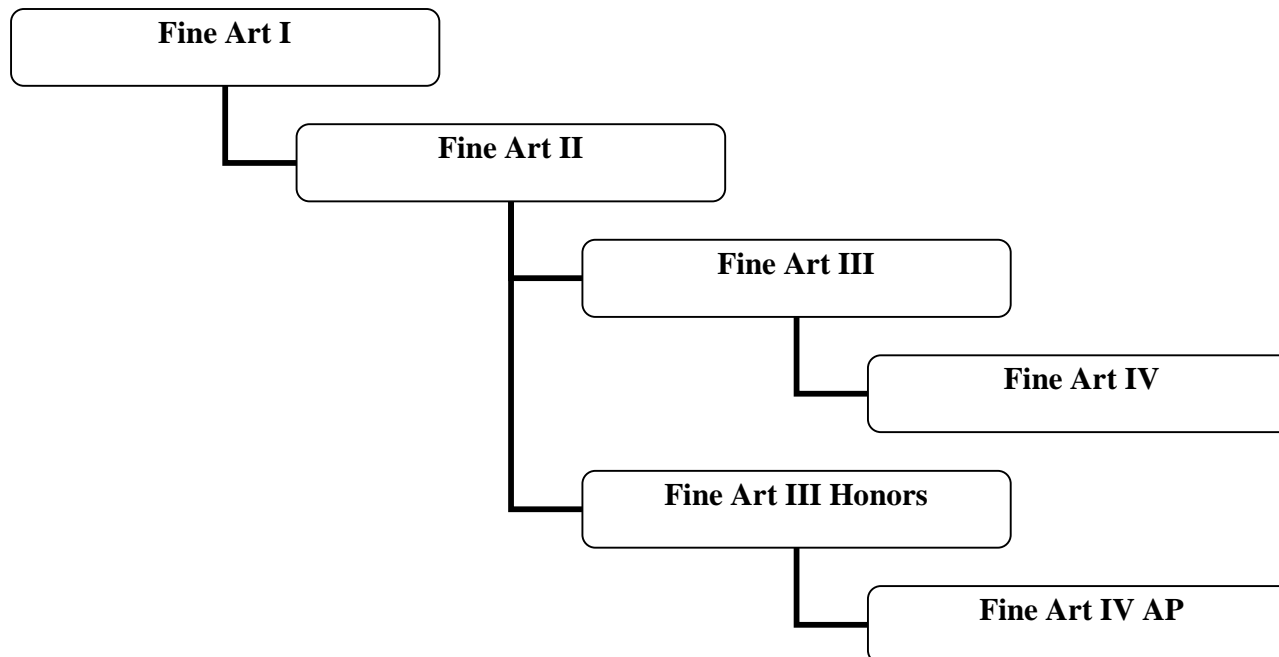 Fine Art I
Fine Art II
Fine Art III
Fine Art IV
Fine Art III Honors
Fine Art IV AP